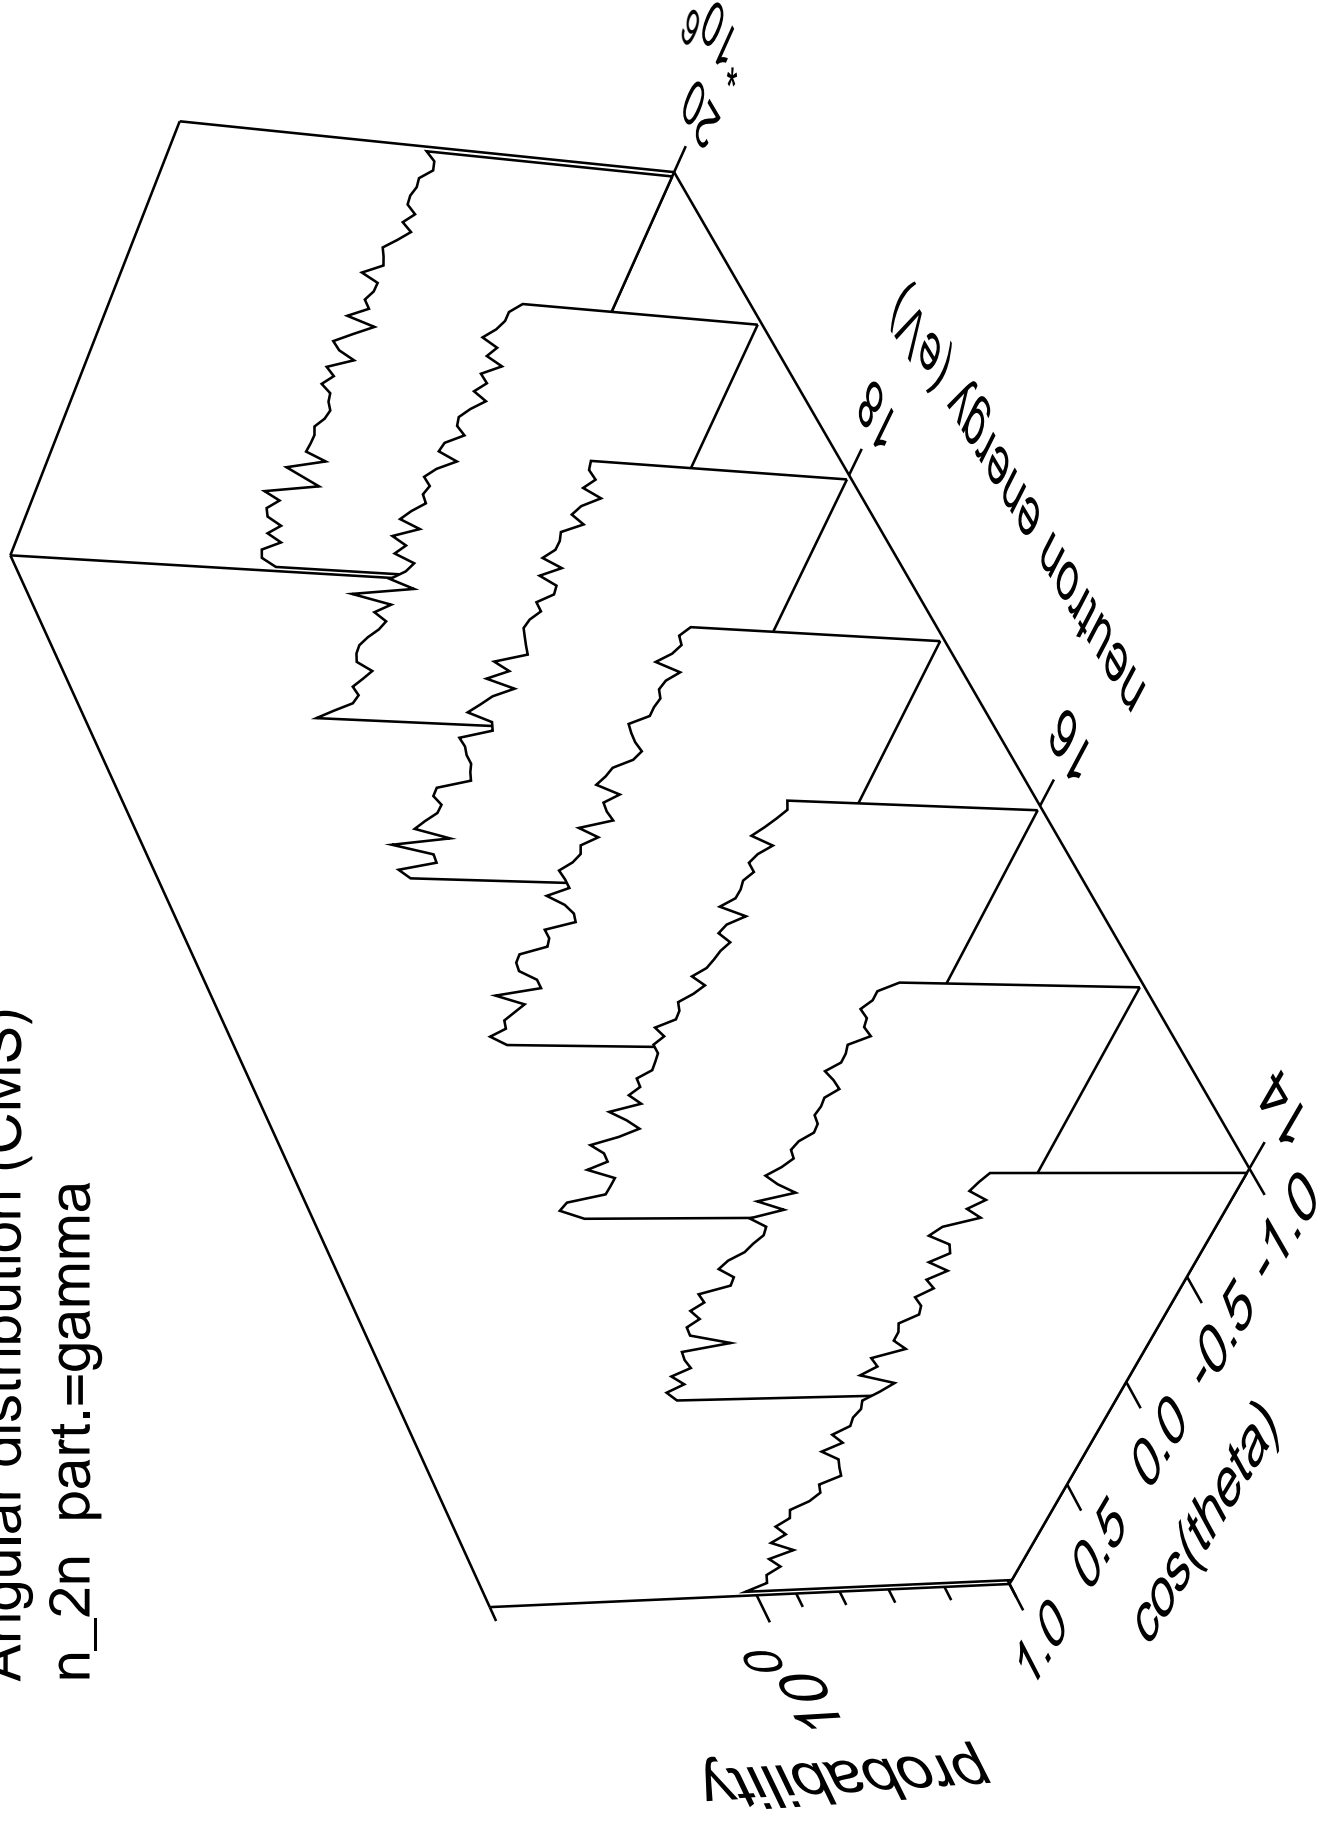 Angular distribution (CMS)
n_2n part.=gamma
probability
10^0
1.0
0.5
0.0
-0.5
-1.0
cos(theta)
14
16
18
20
*10^6
neutron energy (eV)